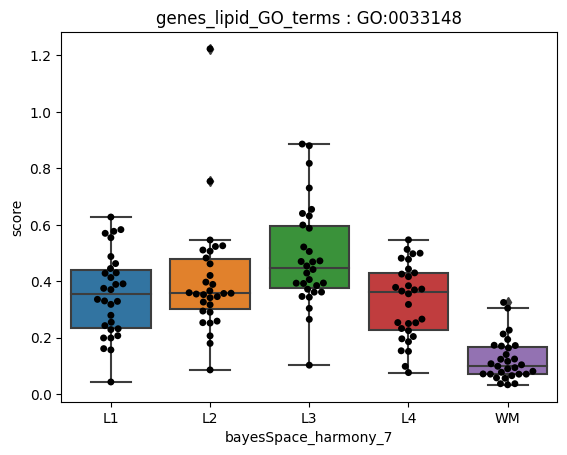 genes_lipid_GO_terms : GO:0033148
1.2
1.0
0.8
0.6
0.4
0.2
0.0
score
L1 L2 L3 L4 WM
bayesSpace_harmony_7